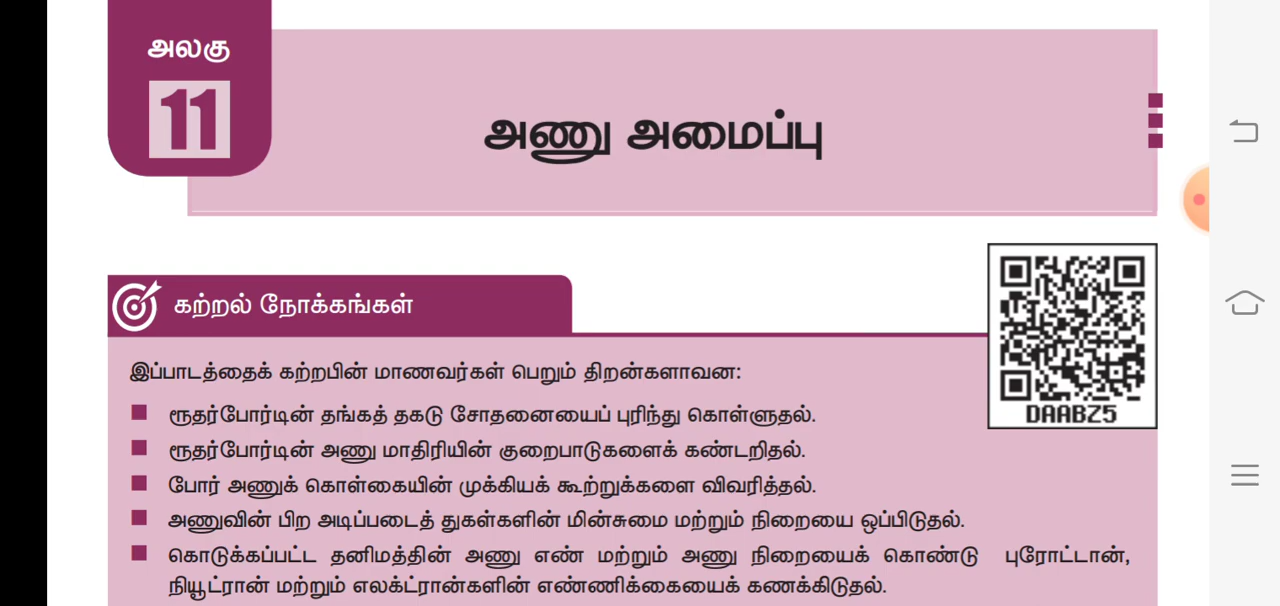 அலகு
11
அணு அமைப்பு
கற்றல் நோக்கங்கள்
DAABZ5
இப்பாடத்தைக் கற்றபின் மாணவர்கள் பெறும் திறன்களாவன:
ரூதர்போர்டின் தங்கத் தகடு சோதனையைப் புரிந்து கொள்ளுதல்.
ரூதர்போர்டின் அணு மாதிரியின் குறைபாடுகளைக் கண்டறிதல்.
போர் அணுக் கொள்கையின் முக்கியக் கூற்றுக்களை விவரித்தல்.
அணுவின் பிற அடிப்படைத் துகள்களின் மின்சுமை மற்றும் நிறையை ஒப்பிடுதல்.
கொடுக்கப்பட்ட தனிமத்தின் அணு எண் மற்றும் அணு நிறையைக் கொண்டு புரோட்டான்,
நியூட்ரான் மற்றும் எலக்ட்ரான்களின் எண்ணிக்கையைக் கணக்கிடுதல்.